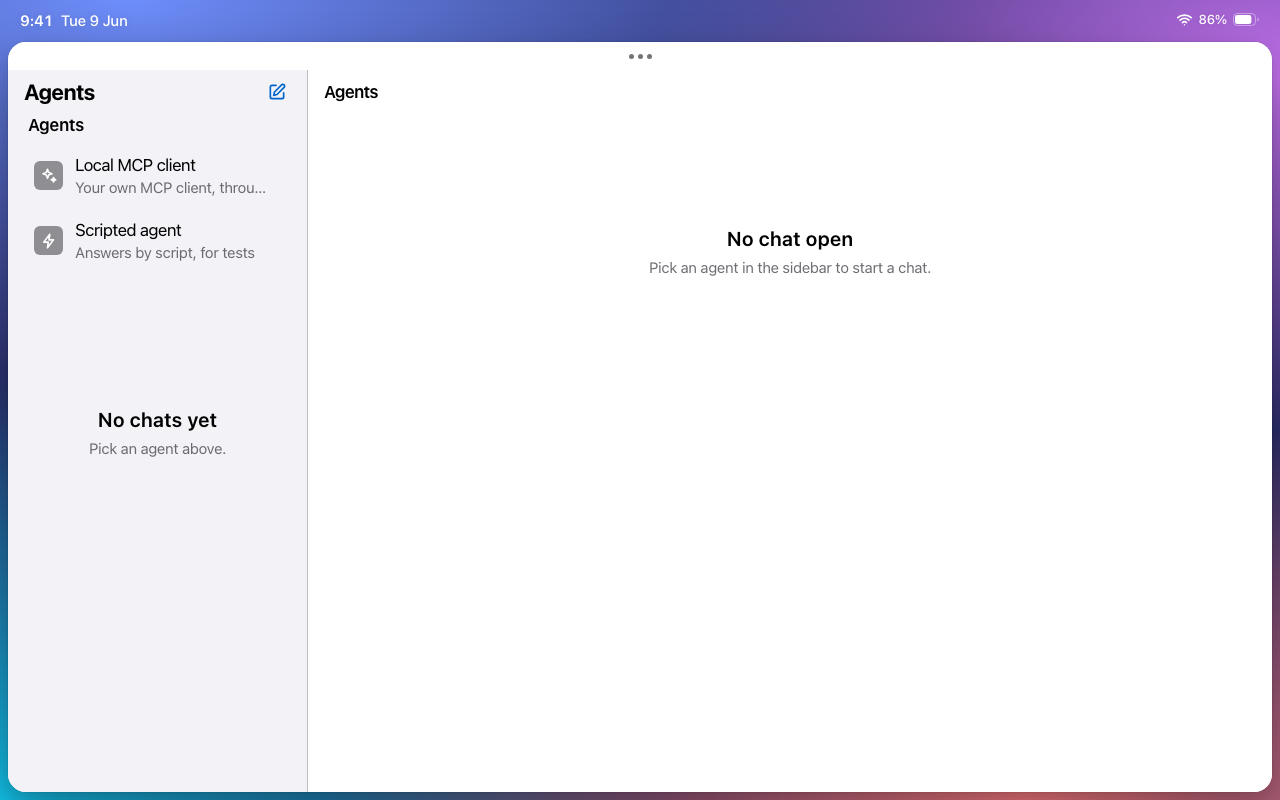 9:41 Tue 9 Jun
86%
Agents
Agents
Local MCP client
Your own MCP client, throu...
Scripted agent
Answers by script, for tests
No chats yet
Pick an agent above.
Agents
No chat open
Pick an agent in the sidebar to start a chat.